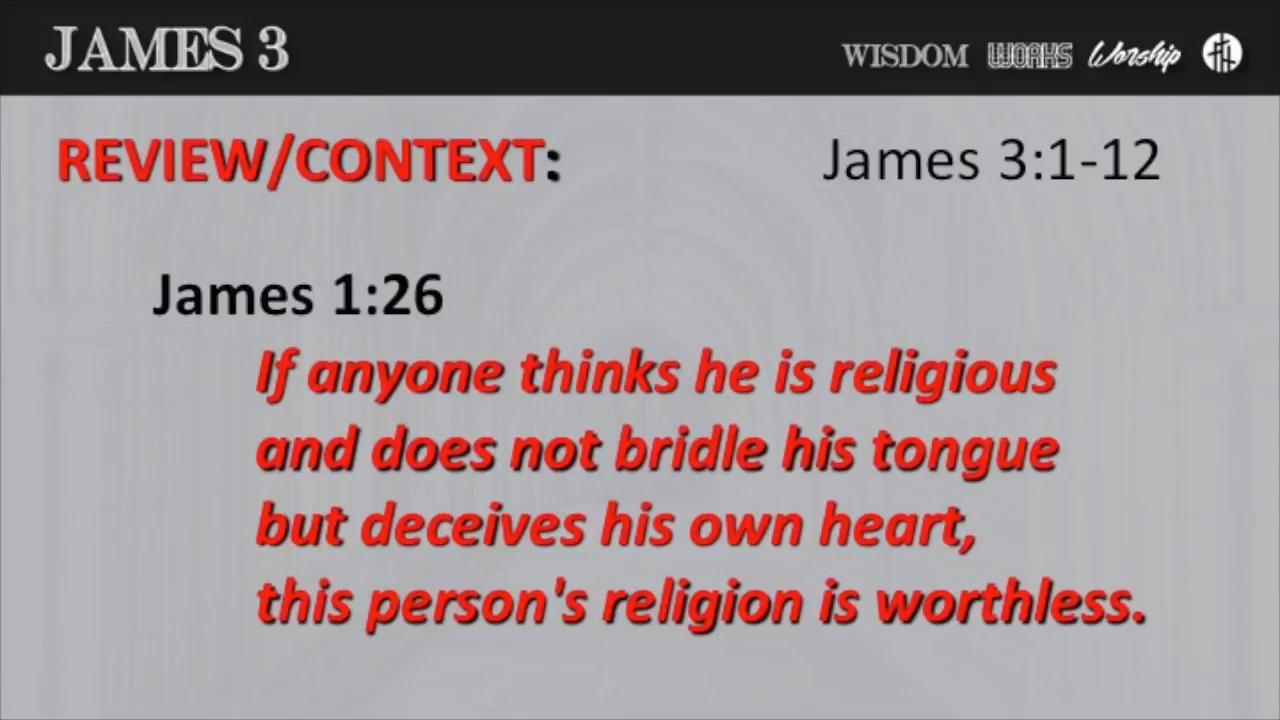 JAMES 3
WISDOM WORKS Worship
REVIEW/CONTEXT:
James 3:1-12
James 1:26
If anyone thinks he is religious
and does not bridle his tongue
but deceives his own heart,
this person's religion is worthless.